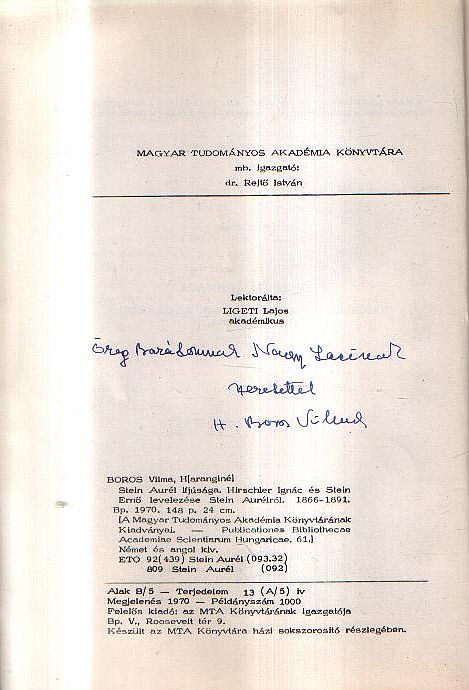 MAGYAR TUDOMÁNYOS AKADÉMIA KÖNYVTÁRA
mb. igazgató:
dr. Rejtő István
Lektorálta:
LIGETI Lajos
akadémikus
Öreg Barátomnak Nagy Lacinak
szeretettel
H. Boros Vilma
BOROS Vilma, H[aranginé]
Stein Aurél ifjúsága. Hirschler Ignác és Stein
Ernő levelezése Stein Aurélról. 1866-1891.
Bp. 1970. 148 p. 24 cm.
[A Magyar Tudományos Akadémia Könyvtárának
Kiadványai. — Publicationes Bibliothecae
Academiae Scientiarum Hungaricae. 61.]
Német és angol kiv.
ETO 92(439) Stein Aurél (093.32)
809 Stein Aurél (092)
Alak B/5 — Terjedelem 13 (A/5) ív
Megjelenés 1970 — Példányszám 1000
Felelős kiadó: az MTA Könyvtárának igazgatója
Bp. V., Roosevelt tér 9.
Készült az MTA Könyvtára házi sokszorosító részlegében.